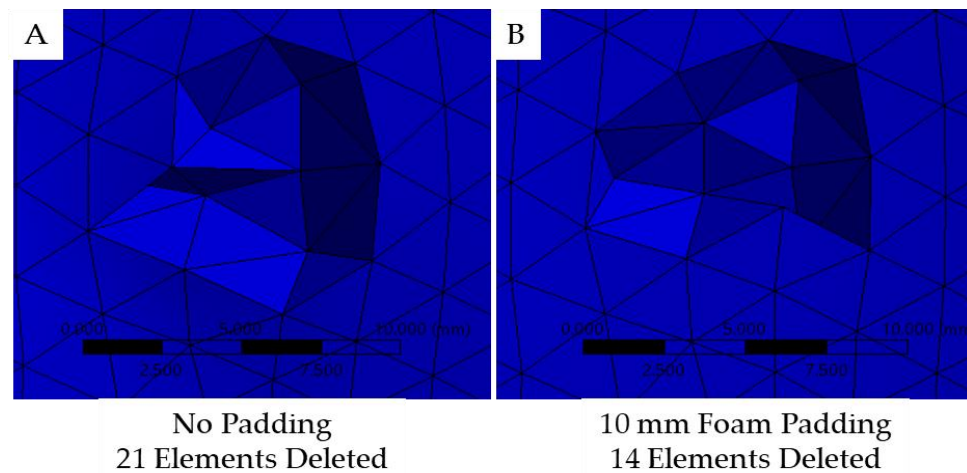 A
B
0.000 5.000 10.000 (mm)
2.500 7.500
0.000 5.000 10.000 (mm)
2.500 7.500
No Padding
21 Elements Deleted
10 mm Foam Padding
14 Elements Deleted